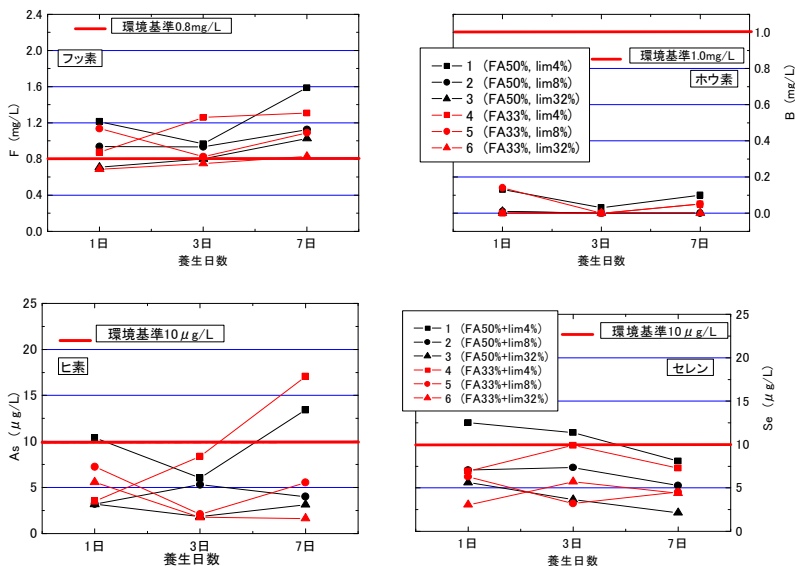 2.4
2.0
1.6
1.2
0.8
0.4
0.0
F (mg/L)
環境基準0.8mg/L
フッ素
1日
3日
7日
養生日数
1 (FA50%, lim4%)
2 (FA50%, lim8%)
3 (FA50%, lim32%)
4 (FA33%, lim4%)
5 (FA33%, lim8%)
6 (FA33%, lim32%)
環境基準1.0mg/L
ホウ素
1.0
0.8
0.6
0.4
0.2
0.0
B (mg/L)
1日
3日
7日
養生日数
25
20
15
10
5
0
As (μg/L)
環境基準10μg/L
ヒ素
1日
3日
7日
養生日数
1 (FA50%+lim4%)
2 (FA50%+lim8%)
3 (FA50%+lim32%)
4 (FA33%+lim4%)
5 (FA33%+lim8%)
6 (FA33%+lim32%)
環境基準10μg/L
セレン
25
20
15
10
5
0
Se (μg/L)
1日
3日
7日
養生日数